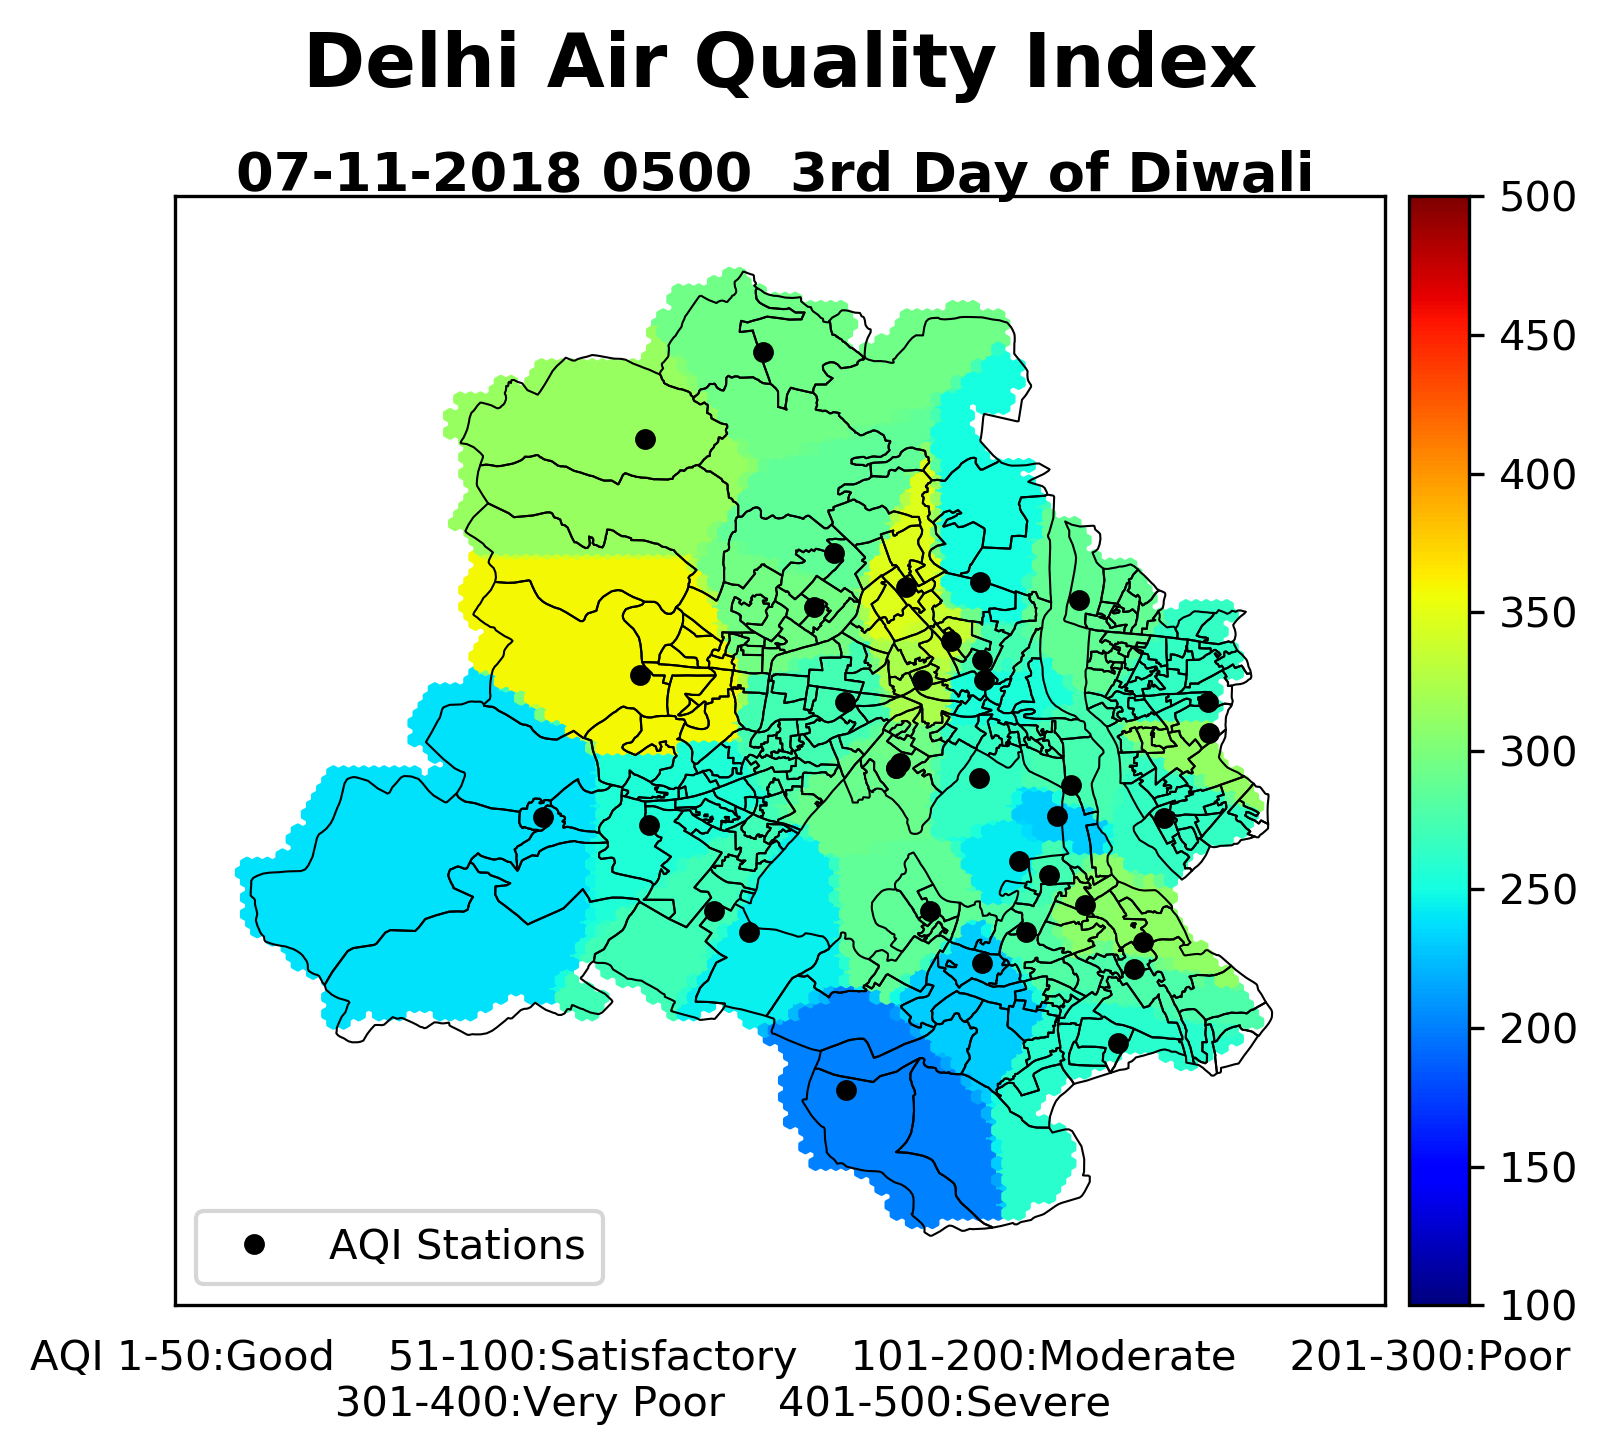 Delhi Air Quality Index
07-11-2018 0500  3rd Day of Diwali
500
450
400
350
300
250
200
150
100
AQI Stations
AQI 1-50:Good    51-100:Satisfactory    101-200:Moderate    201-300:Poor
301-400:Very Poor    401-500:Severe